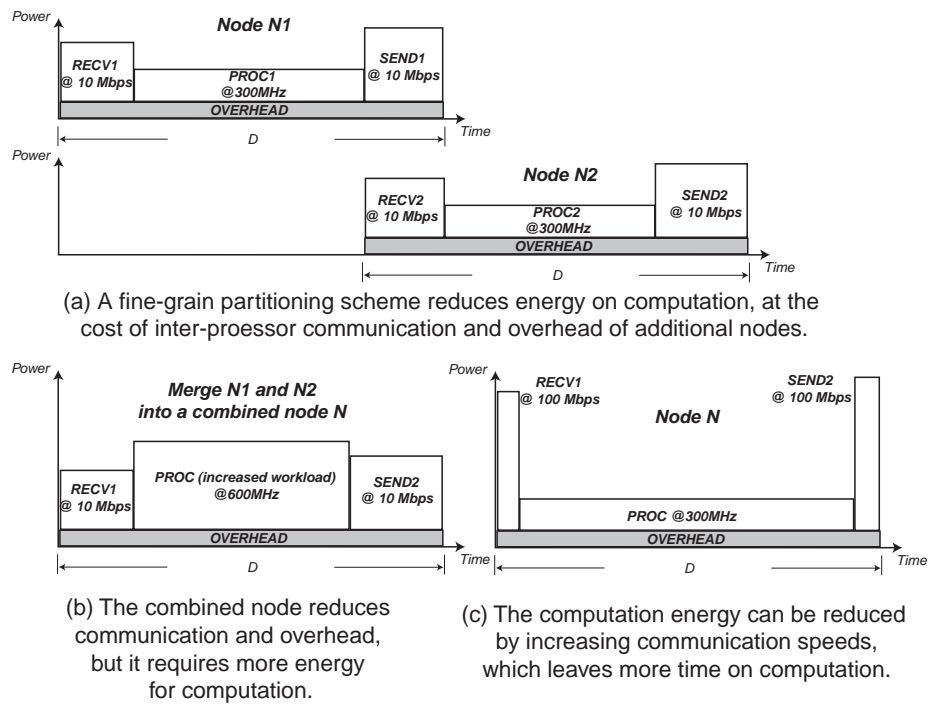 Power
Node N1
RECV1
@ 10 Mbps
PROC1
@300MHz
SEND1
@ 10 Mbps
OVERHEAD
Time
D
Power
Node N2
RECV2
@ 10 Mbps
PROC2
@300MHz
SEND2
@ 10 Mbps
OVERHEAD
Time
D
(a) A fine-grain partitioning scheme reduces energy on computation, at the
cost of inter-proessor communication and overhead of additional nodes.
Power
Merge N1 and N2
into a combined node N
RECV1
@ 10 Mbps
PROC (increased workload)
@600MHz
SEND2
@ 10 Mbps
OVERHEAD
Time
D
(b) The combined node reduces
communication and overhead,
but it requires more energy
for computation.
Power
RECV1
@ 100 Mbps
Node N
SEND2
@ 100 Mbps
PROC @300MHz
OVERHEAD
Time
D
(c) The computation energy can be reduced
by increasing communication speeds,
which leaves more time on computation.